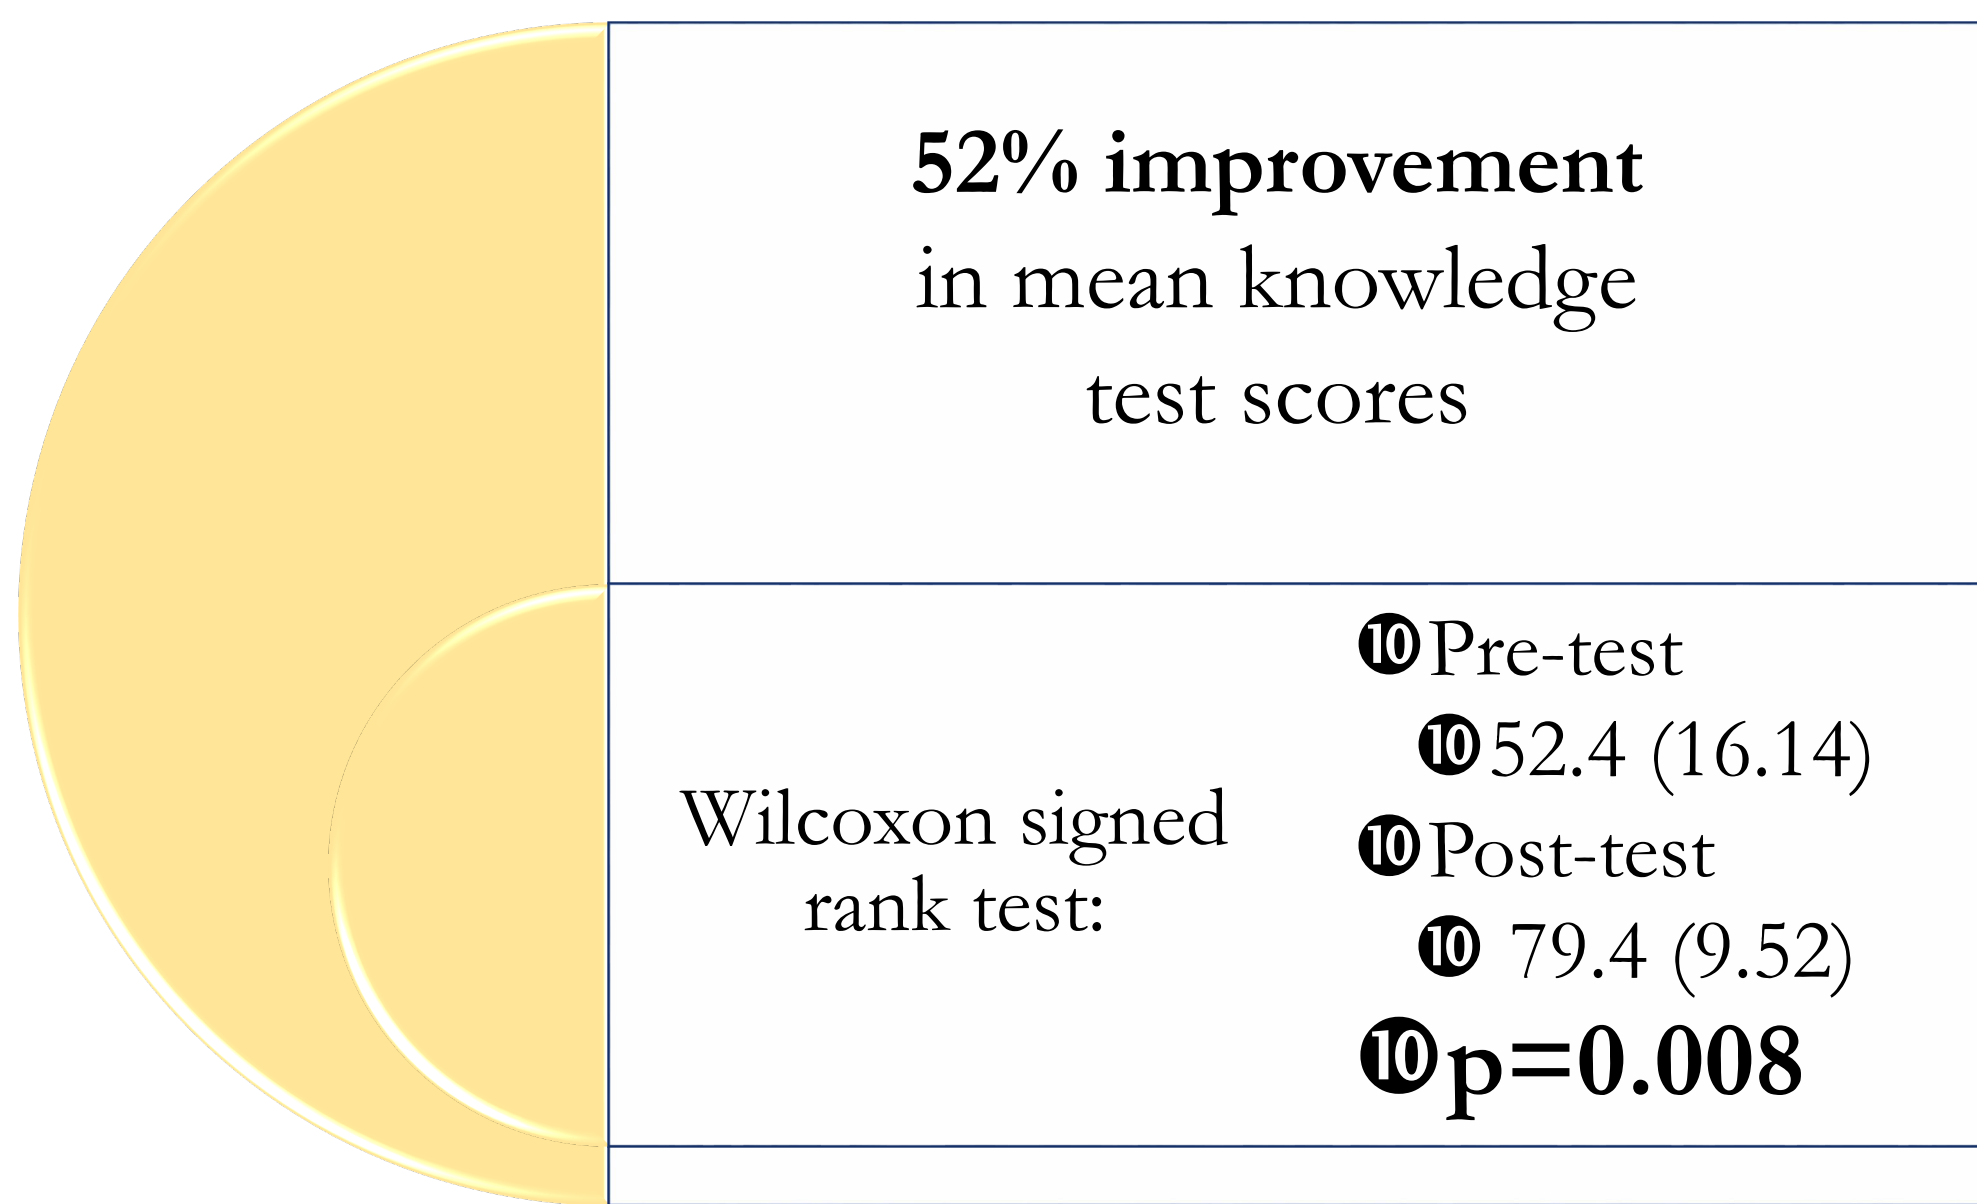 52% improvement
in mean knowledge
test scores
Wilcoxon signed
rank test:
❿Pre-test
❿52.4 (16.14)
❿Post-test
❿ 79.4 (9.52)
❿p=0.008